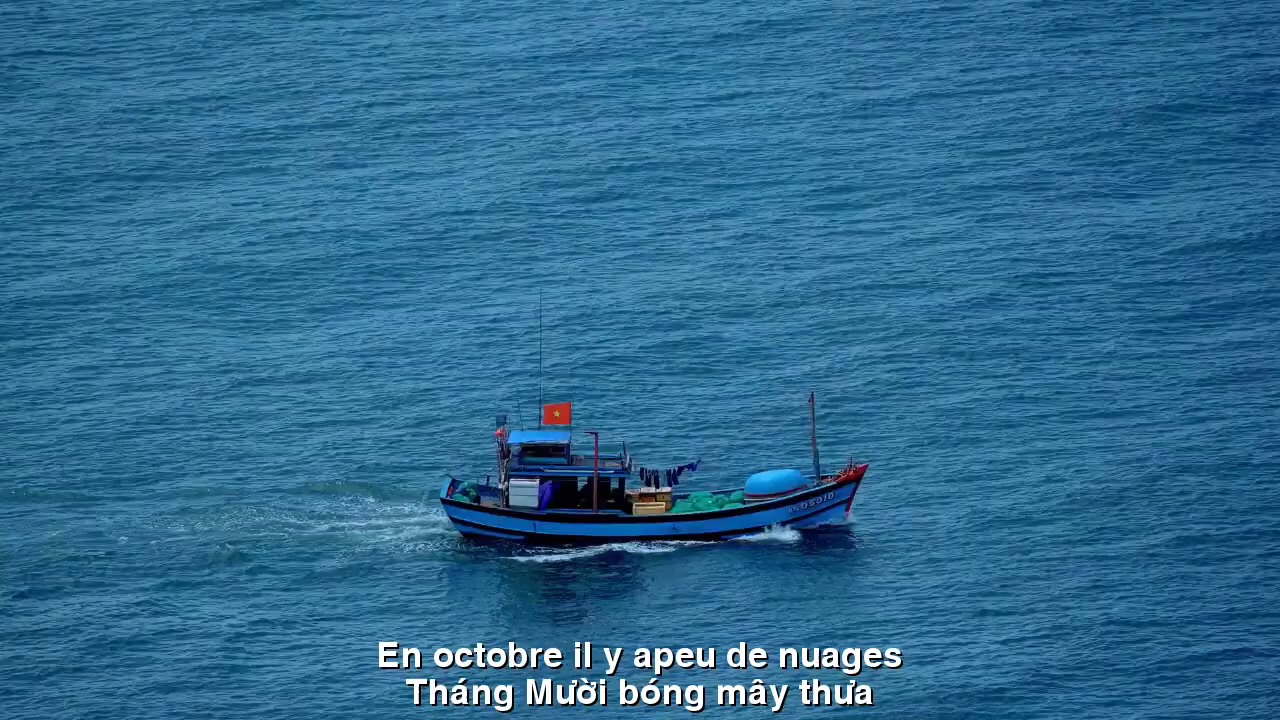 En octobre il y apeu de nuages
Tháng Mười bóng mây thưa